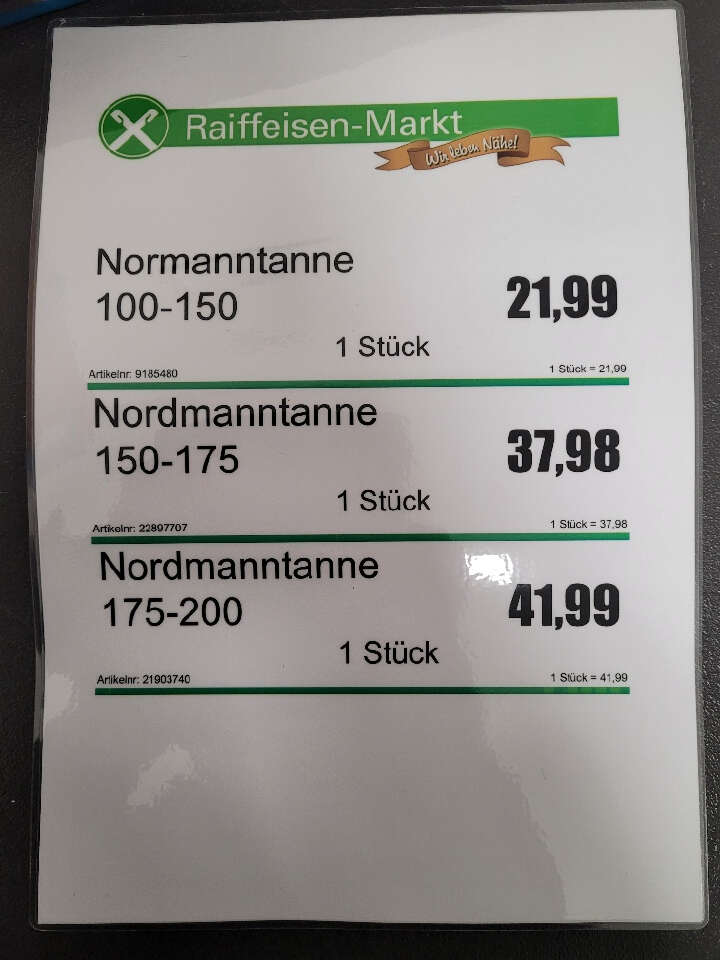 Raiffeisen-Markt
Wir leben Nähe!
Normanntanne
100-150
21,99
1 Stück
Artikelnr: 9185480
1 Stück = 21,99
Nordmanntanne
150-175
37,98
1 Stück
Artikelnr: 22897707
1 Stück = 37,98
Nordmanntanne
175-200
41,99
1 Stück
Artikelnr: 21903740
1 Stück = 41,99